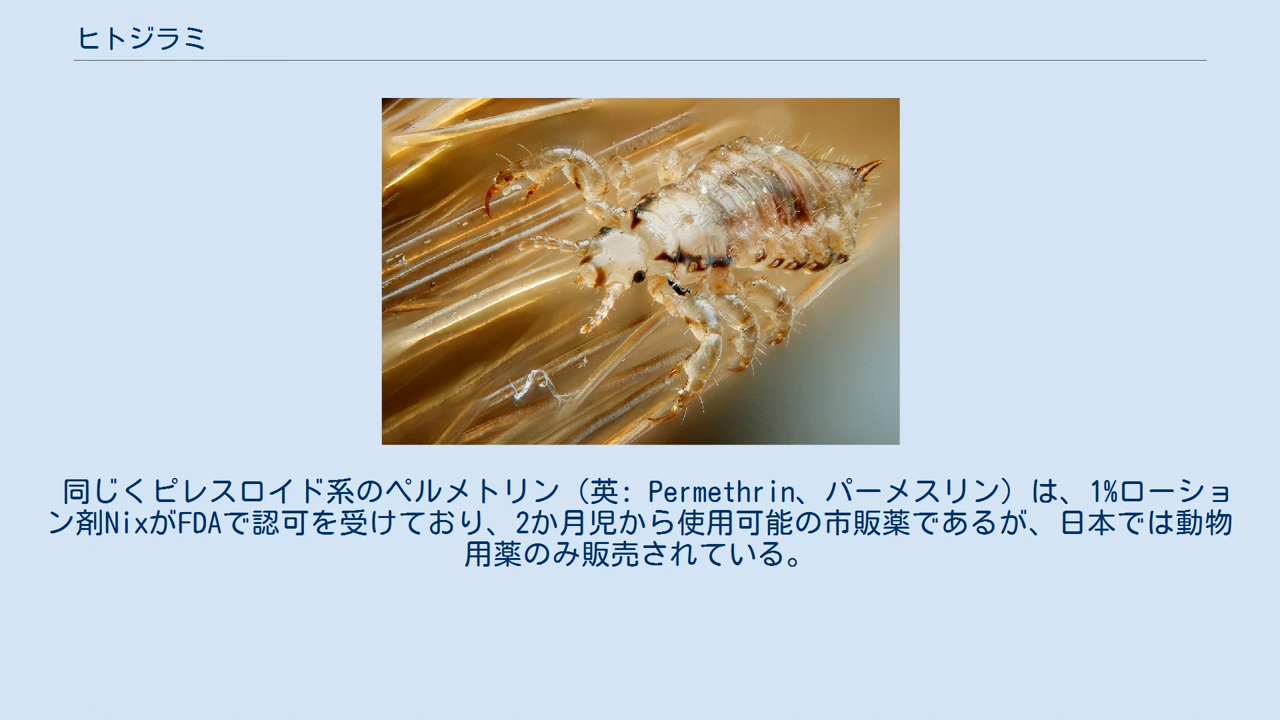 ヒトジラミ
同じくピレスロイド系のペルメトリン（英: Permethrin、パーメスリン）は、1%ローショ
ン剤NixがFDAで認可を受けており、2か月児から使用可能の市販薬であるが、日本では動物
用薬のみ販売されている。